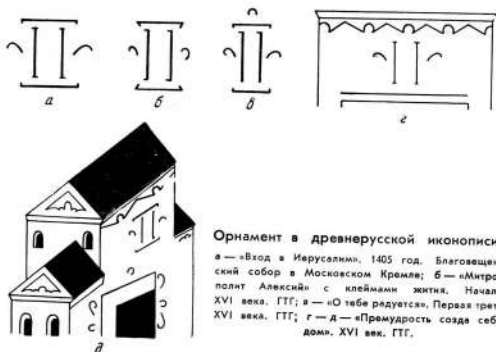 а
б
в
г
д
Орнамент в древнерусской иконописи
а — «Вход в Иерусалим». 1405 год. Благовещен-
ский собор в Московском Кремле; б — «Митро-
полит Алексий» с клеймами жития. Начало
XVI века. ГТГ; в — «О тебе радуется». Первая треть
XVI века. ГТГ; г — д — «Премудрость созда себе
дом». XVI век. ГТГ.